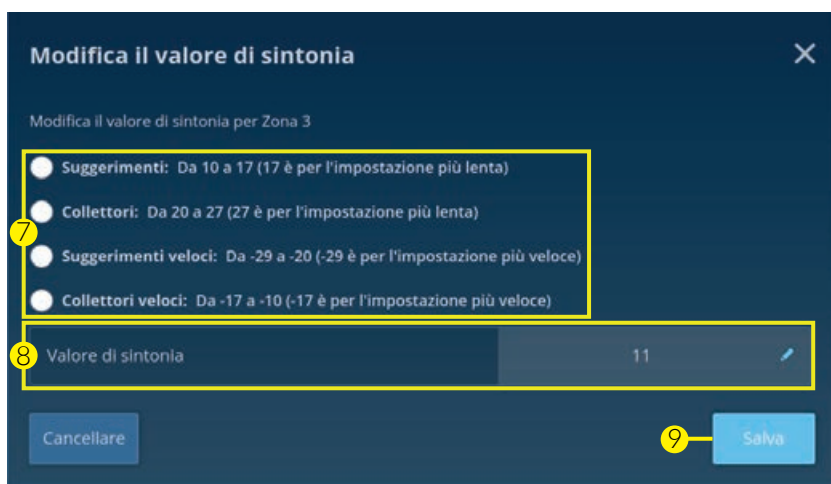 Modifica il valore di sintonia
Modifica il valore di sintonia per Zona 3
Suggerimenti: Da 10 a 17 (17 è per l'impostazione più lenta)
Collettori: Da 20 a 27 (27 è per l'impostazione più lenta)
7
Suggerimenti veloci: Da -29 a -20 (-29 è per l'impostazione più veloce)
Collettori veloci: Da -17 a -10 (-17 è per l'impostazione più veloce)
8 Valore di sintonia 11
Cancellare 9 Salva